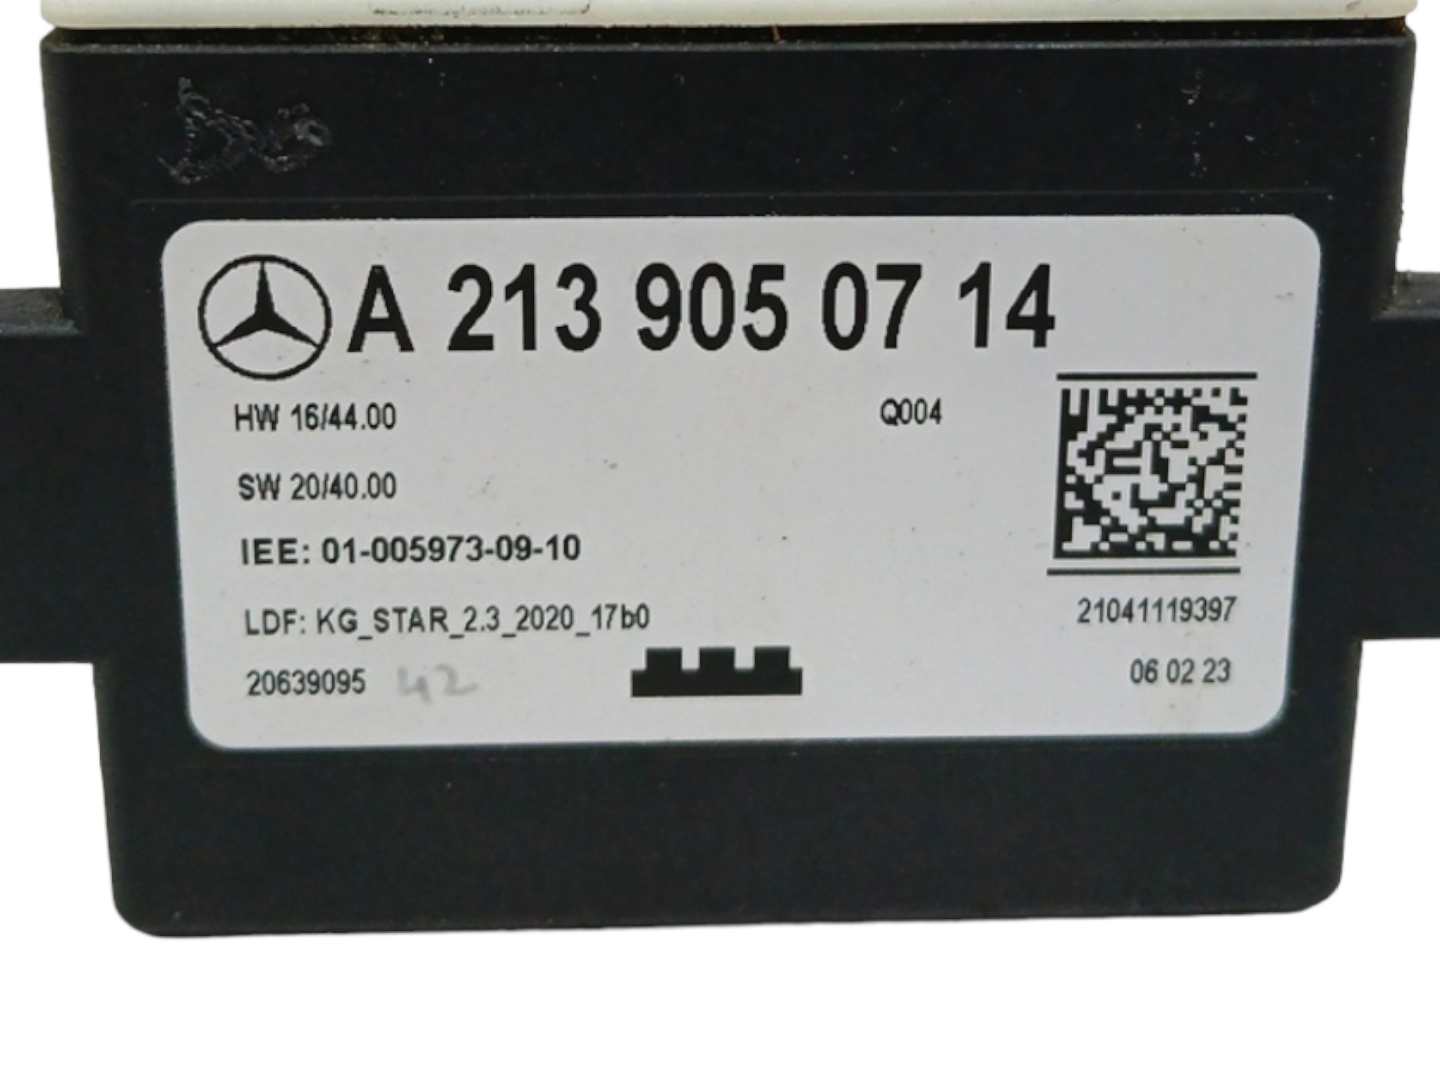 A 213 905 07 14
HW 16/44.00 Q004
SW 20/40.00
IEE: 01-005973-09-10
LDF: KG_STAR_2.3_2020_17b0
21041119397
20639095 42
06 02 23